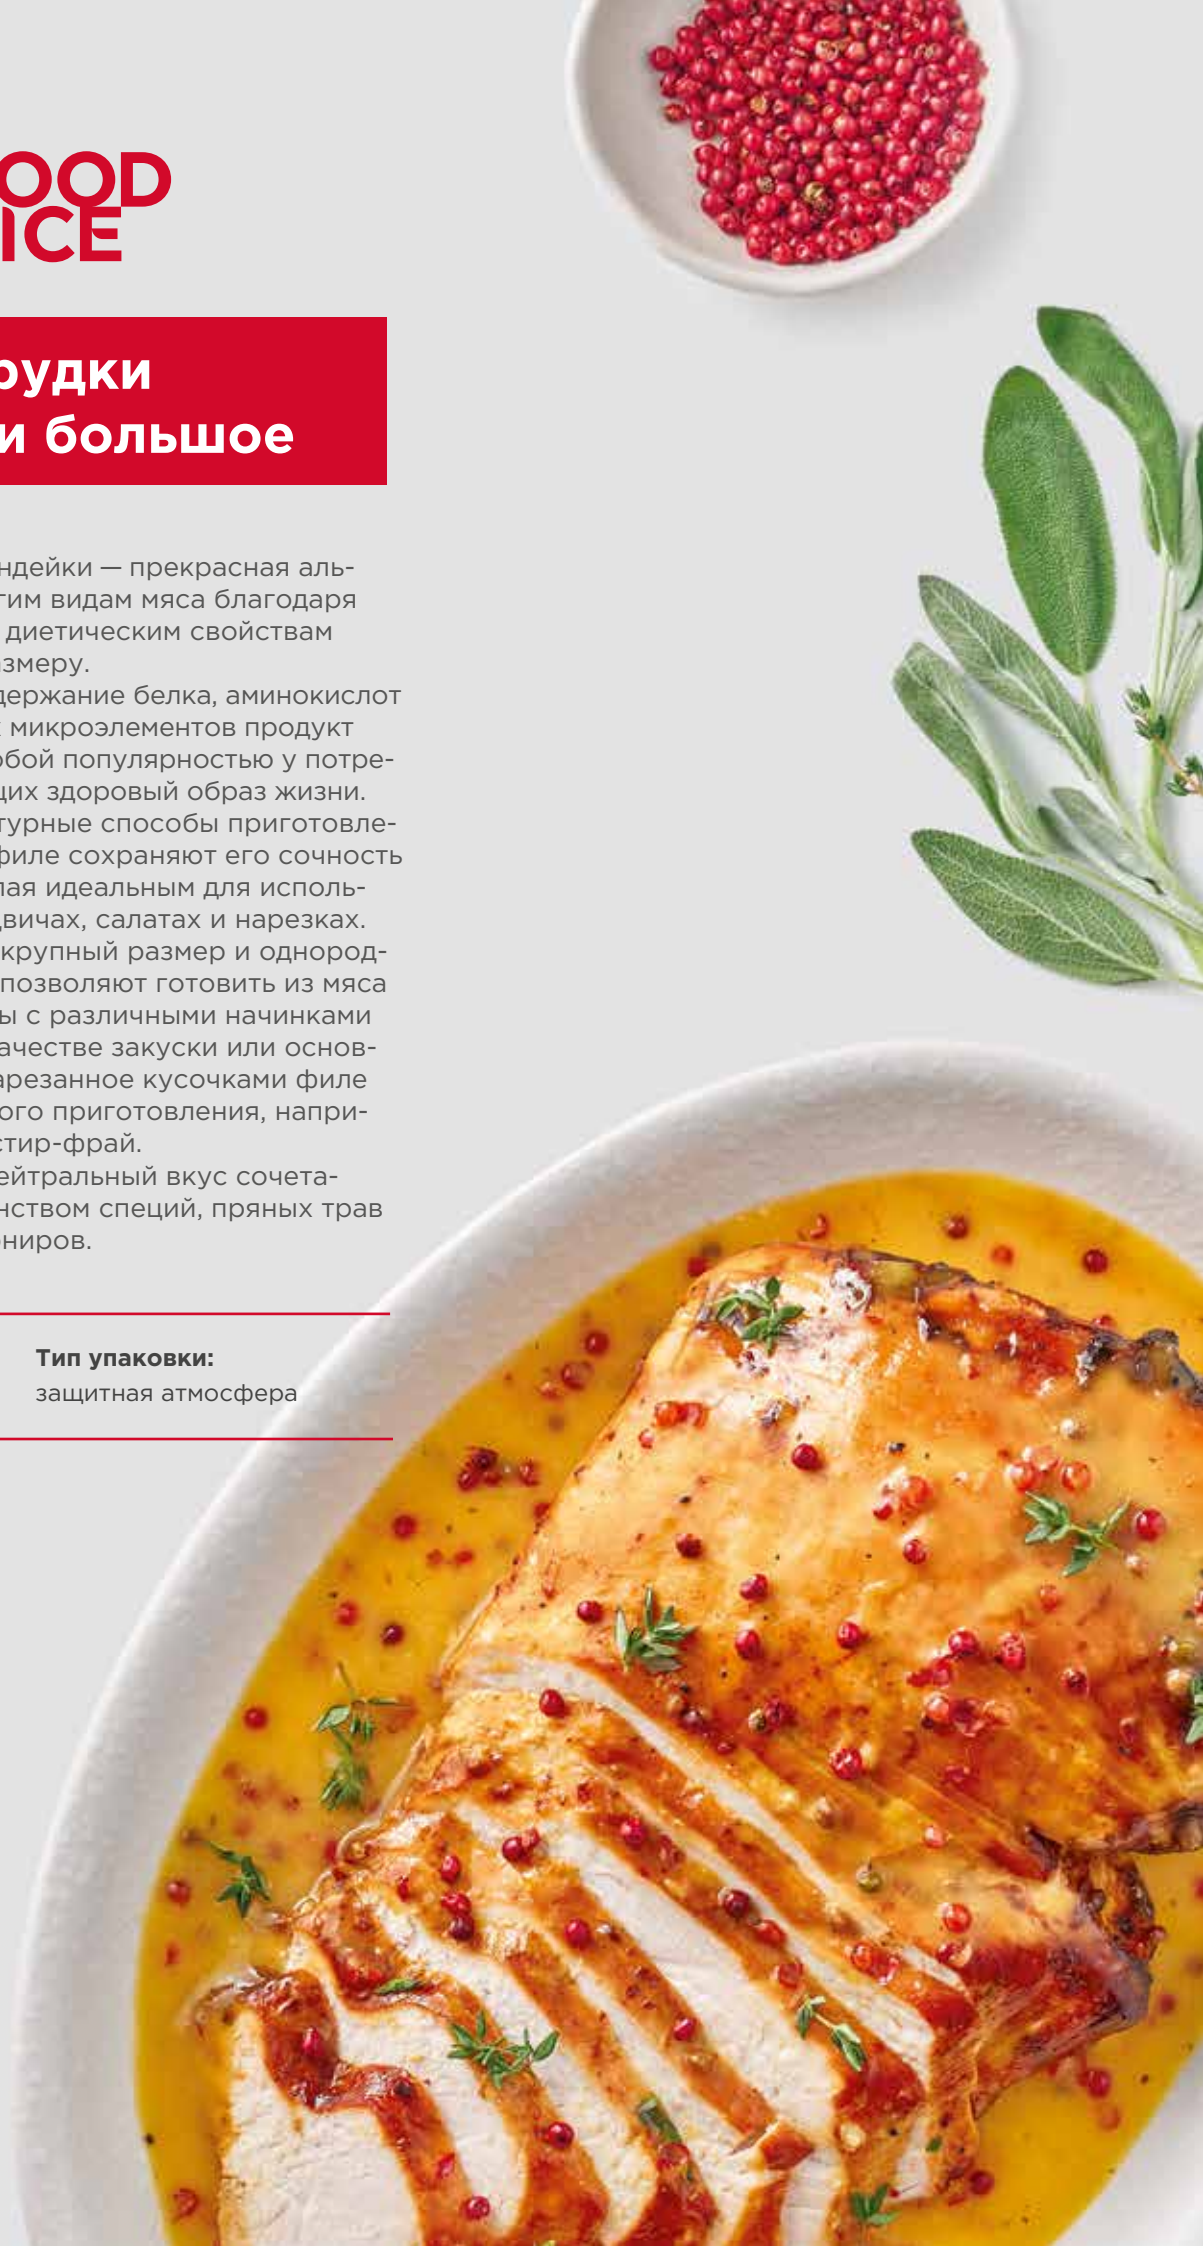 OOD
ICE
рудки
и большое
ндейки — прекрасная аль-
гим видам мяса благодаря
диетическим свойствам
азмеру.
держание белка, аминокислот
х микроэлементов продукт
обой популярностью у потре-
щих здоровый образ жизни.
турные способы приготовле-
филе сохраняют его сочность
лая идеальным для исполь-
двичах, салатах и нарезках.
крупный размер и однород-
позволяют готовить из мяса
ы с различными начинками
ачестве закуски или основ-
арезанное кусочками филе
ого приготовления, напри-
стир-фрай.
ейтральный вкус сочета-
нством специй, пряных трав
рниров.
Тип упаковки:
защитная атмосфера